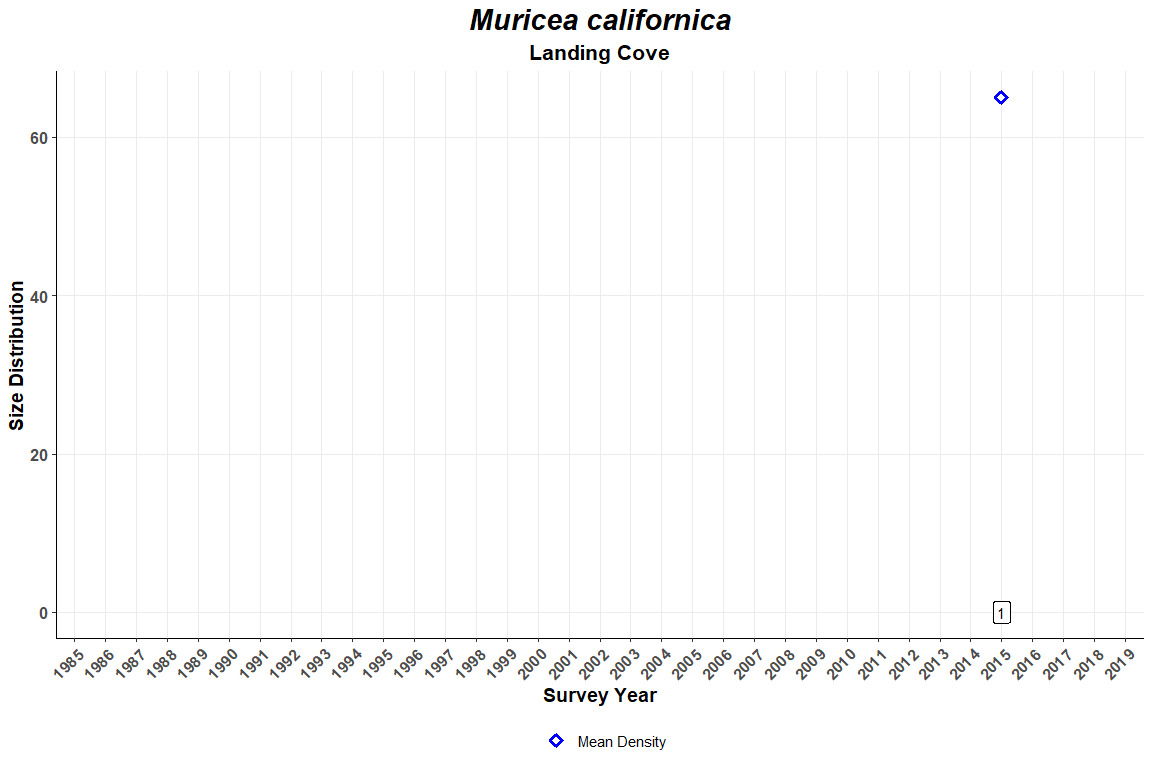 Muricea californica
Landing Cove
Size Distribution
60
40
20
0
1
1985 1986 1987 1988 1989 1990 1991 1992 1993 1994 1995 1996 1997 1998 1999 2000 2001 2002 2003 2004 2005 2006 2007 2008 2009 2010 2011 2012 2013 2014 2015 2016 2017 2018 2019
Survey Year
Mean Density